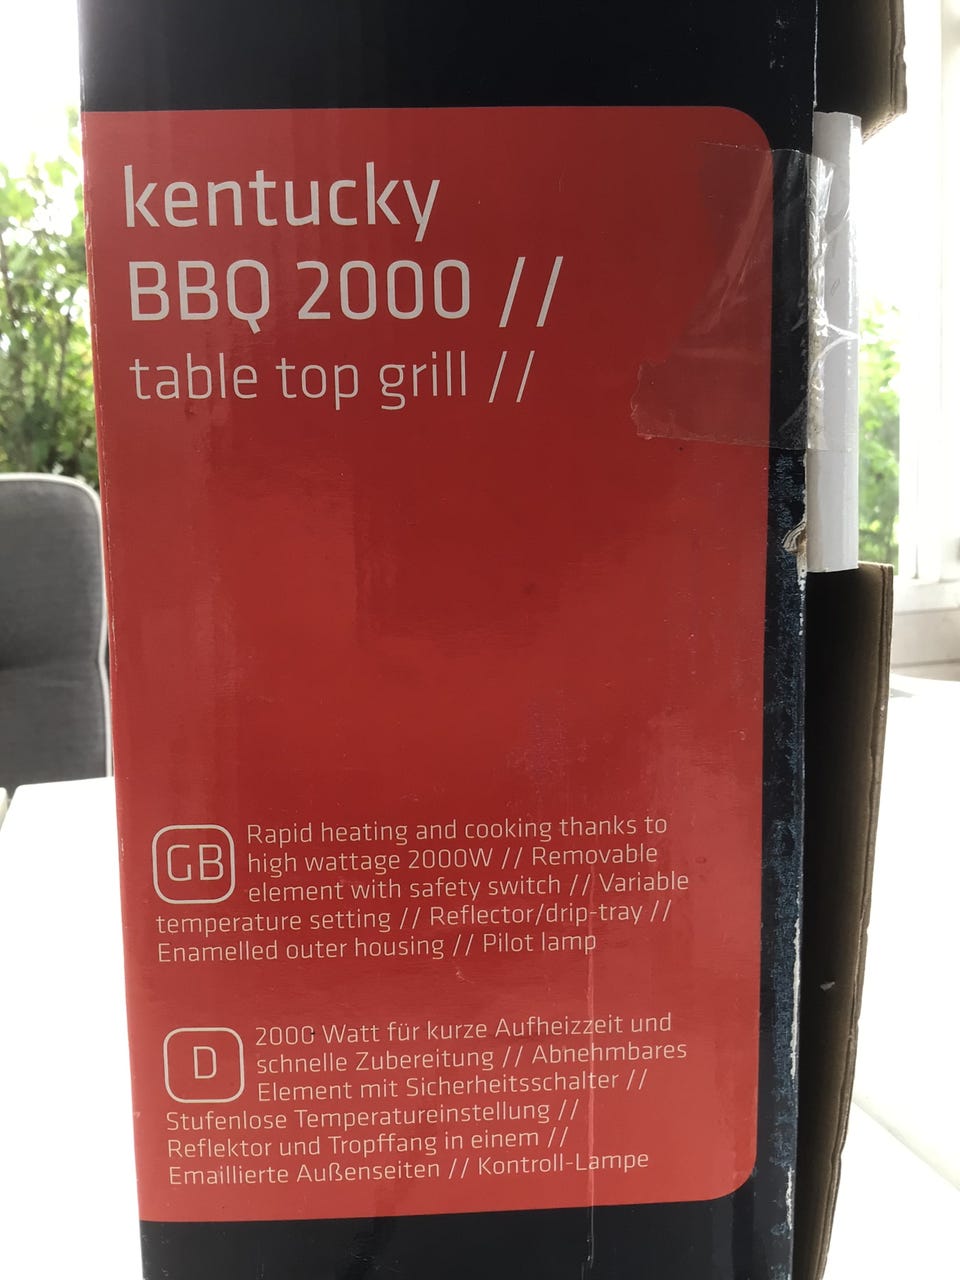 kentucky
BBQ 2000 //
table top grill //
GB
Rapid heating and cooking thanks to
high wattage 2000W // Removable
element with safety switch // Variable
temperature setting // Reflector/drip-tray //
Enamelled outer housing // Pilot lamp
D
2000 Watt für kurze Aufheizzeit und
schnelle Zubereitung // Abnehmbares
Element mit Sicherheitsschalter //
Stufenlose Temperatureinstellung //
Reflektor und Tropffang in einem //
Emaillierte Außenseiten // Kontroll-Lampe